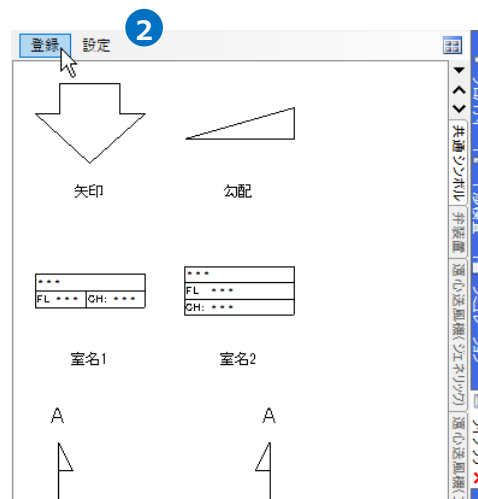 2
登録 設定
共通シンボル
弁装置
遠心送風機(ジェネリック)
遠心送風機(
矢印 勾配
***
FL *** CH: ***
***
FL ***
CH: ***
室名1 室名2
A A